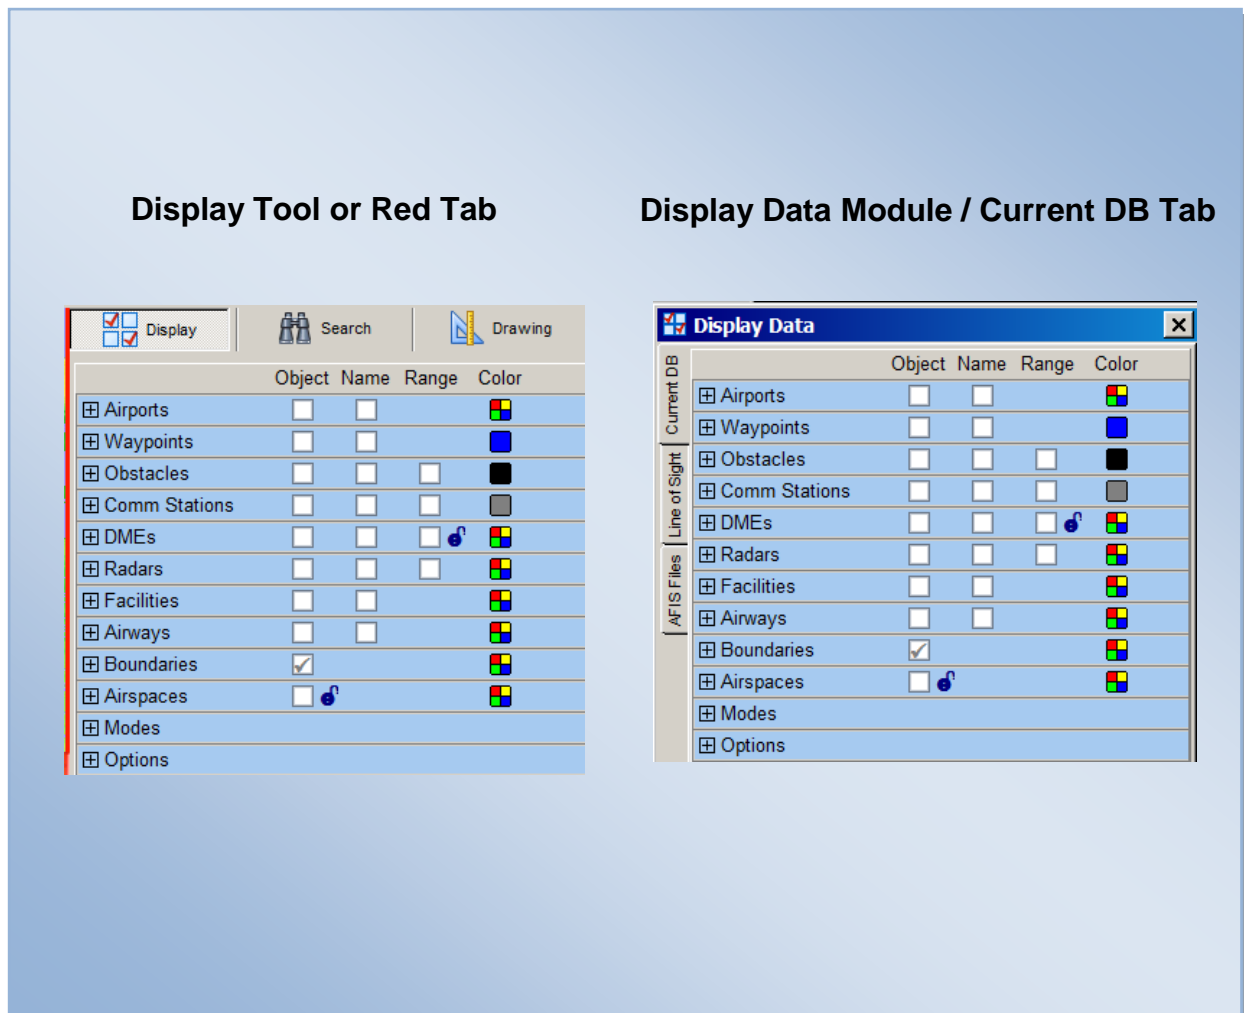 Display Tool or Red Tab
Display Data Module / Current DB Tab
Display Search Drawing
Object Name Range Color
Airports
Waypoints
Obstacles
Comm Stations
DMEs
Radars
Facilities
Airways
Boundaries
Airspaces
Modes
Options
Display Data
Current DB
Line of Sight
AFIS Files
Object Name Range Color
Airports
Waypoints
Obstacles
Comm Stations
DMEs
Radars
Facilities
Airways
Boundaries
Airspaces
Modes
Options